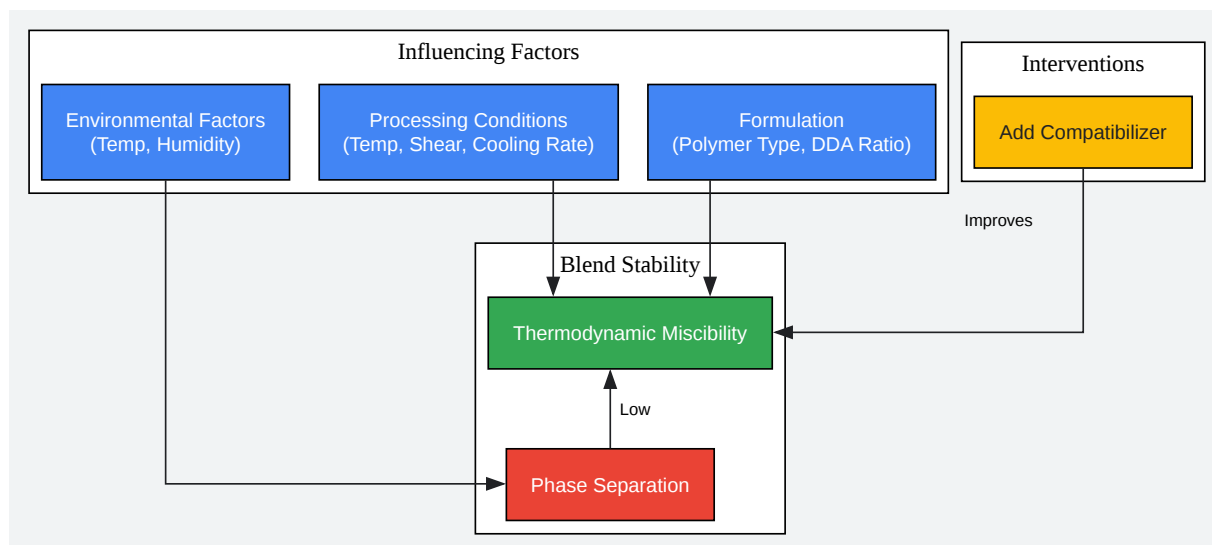 Influencing Factors
Environmental Factors
(Temp, Humidity)
Processing Conditions
(Temp, Shear, Cooling Rate)
Formulation
(Polymer Type, DDA Ratio)
Interventions
Add Compatibilizer
Improves
Blend Stability
Thermodynamic Miscibility
Low
Phase Separation